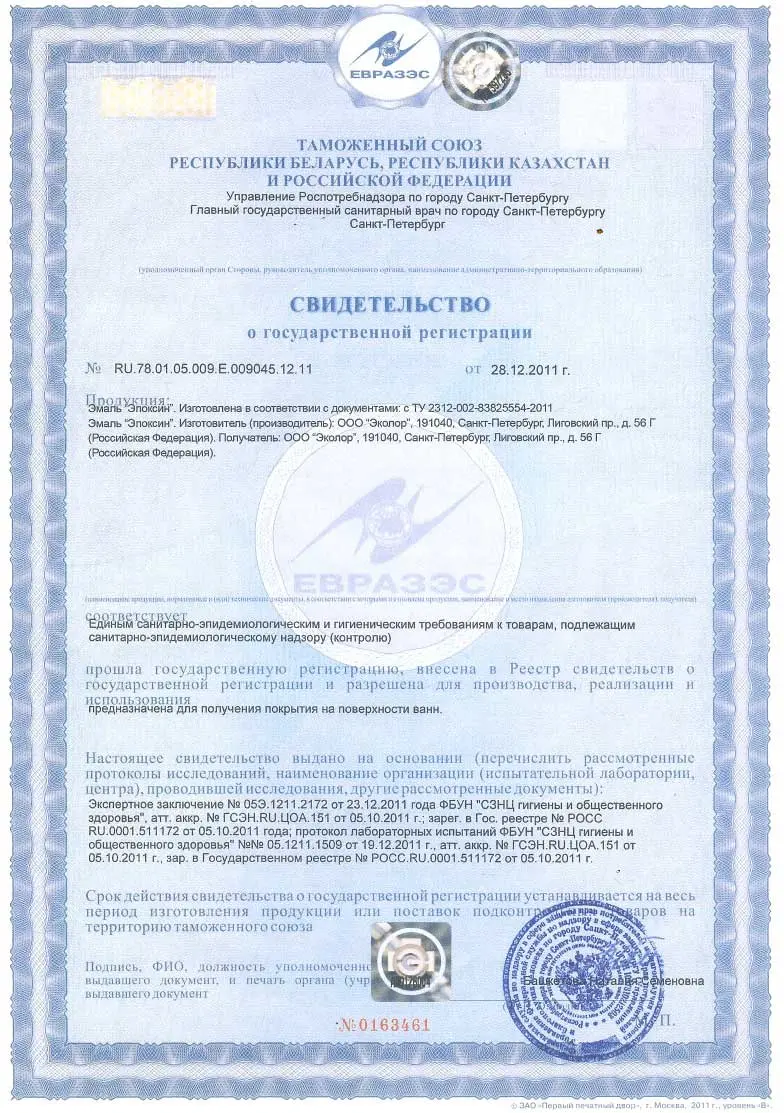 ЕВРАЗЭС
ТАМОЖЕННЫЙ СОЮЗ
РЕСПУБЛИКИ БЕЛАРУСЬ, РЕСПУБЛИКИ КАЗАХСТАН
И РОССИЙСКОЙ ФЕДЕРАЦИИ
Управление Роспотребнадзора по городу Санкт-Петербургу
Главный государственный санитарный врач по городу Санкт-Петербургу
Санкт-Петербург
(уполномоченный орган Стороны, руководитель уполномоченного органа, наименование административно-территориального образования)
СВИДЕТЕЛЬСТВО
о государственной регистрации
№ RU.78.01.05.009.Е.009045.12.11 от 28.12.2011 г.
Продукция:
Эмаль "Эпоксин". Изготовлена в соответствии с документами: с ТУ 2312-002-83825554-2011
Эмаль "Эпоксин". Изготовитель (производитель): ООО "Эколор", 191040, Санкт-Петербург, Лиговский пр., д. 56 Г
(Российская Федерация). Получатель: ООО "Эколор", 191040, Санкт-Петербург, Лиговский пр., д. 56 Г
(Российская Федерация).
ЕВРАЗЭС
(наименование продукции, нормативные и (или) технические документы, в соответствии с которыми изготовлена продукция, наименование и место нахождения изготовителя (производителя), получателя)
соответствует
Единым санитарно-эпидемиологическим и гигиеническим требованиям к товарам, подлежащим
санитарно-эпидемиологическому надзору (контролю)
прошла государственную регистрацию, внесена в Реестр свидетельств о
государственной регистрации и разрешена для производства, реализации и
использования
предназначена для получения покрытия на поверхности ванн.
Настоящее свидетельство выдано на основании (перечислить рассмотренные
протоколы исследований, наименование организации (испытательной лаборатории,
центра), проводившей исследования, другие рассмотренные документы):
Экспертное заключение № 05Э.1211.2172 от 23.12.2011 года ФБУН "СЗНЦ гигиены и общественного
здоровья", атт. аккр. № ГСЭН.RU.ЦОА.151 от 05.10.2011 г.; зарег. в Гос. реестре № РОСС
RU.0001.511172 от 05.10.2011 года; протокол лабораторных испытаний ФБУН "СЗНЦ гигиены и
общественного здоровья" №№ 05.1211.1509 от 19.12.2011 г., атт. аккр. № ГСЭН.RU.ЦОА.151 от
05.10.2011 г., зар. в Государственном реестре № РОСС.RU.0001.511172 от 05.10.2011 г.
Срок действия свидетельства о государственной регистрации устанавливается на весь
период изготовления продукции или поставок
территорию таможенного союза
Подпись, ФИО, должность
выдавшего документ, и печать органа
выдавшего документ
Башкетова Наталия Семеновна
№0163461
П.
© ЗАО «Первый печатный двор», г. Москва, 2011 г., уровень «В».